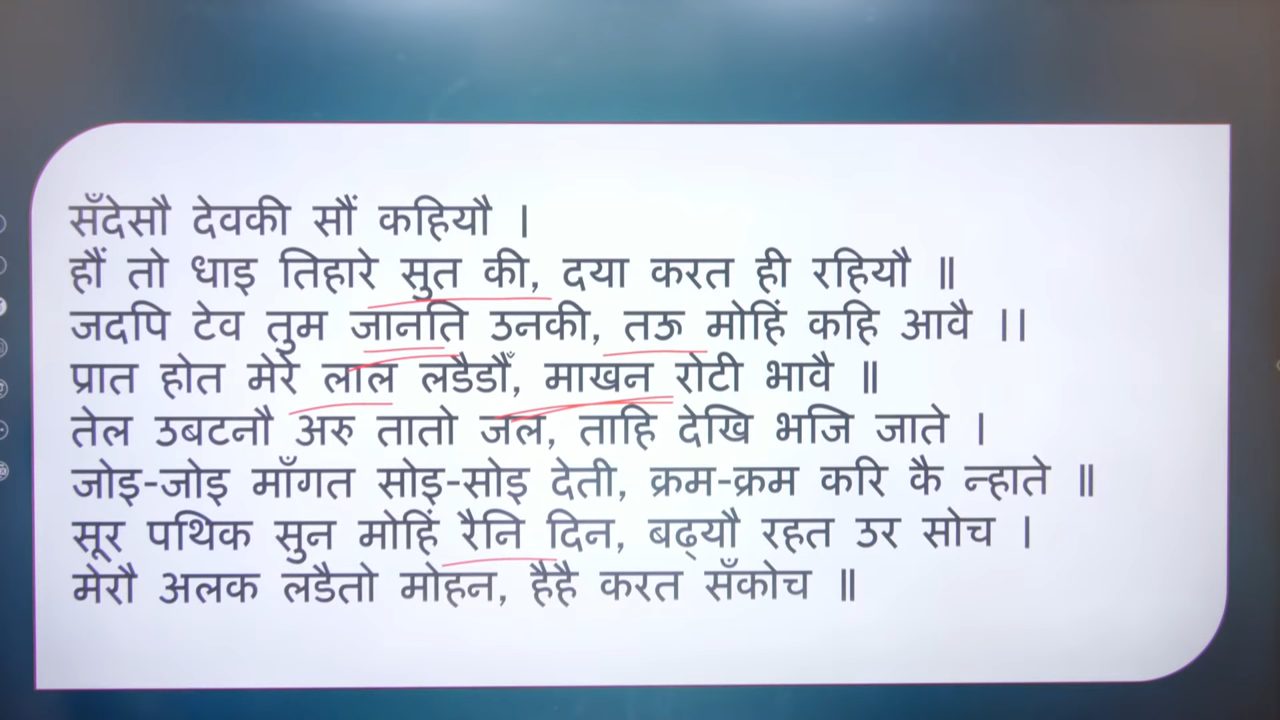 सँदेसौ देवकी सौं कहियौ |
हौं तो धाइ तिहारे सुत की, दया करत ही रहियौ ॥
जदपि टेव तुम जानति उनकी, तऊ मोहिं कहि आवै ।।
प्रात होत मेरे लाल लडैडौँ, माखन रोटी भावै ॥
तेल उबटनौ अरु तातो जल, ताहि देखि भजि जाते ।
जोइ-जोइ माँगत सोइ-सोइ देती, क्रम-क्रम करि कै न्हाते ॥
सूर पथिक सुन मोहिं रैनि दिन, बढ्यौ रहत उर सोच ।
मेरौ अलक लडैतो मोहन, हैहै करत सँकोच ॥